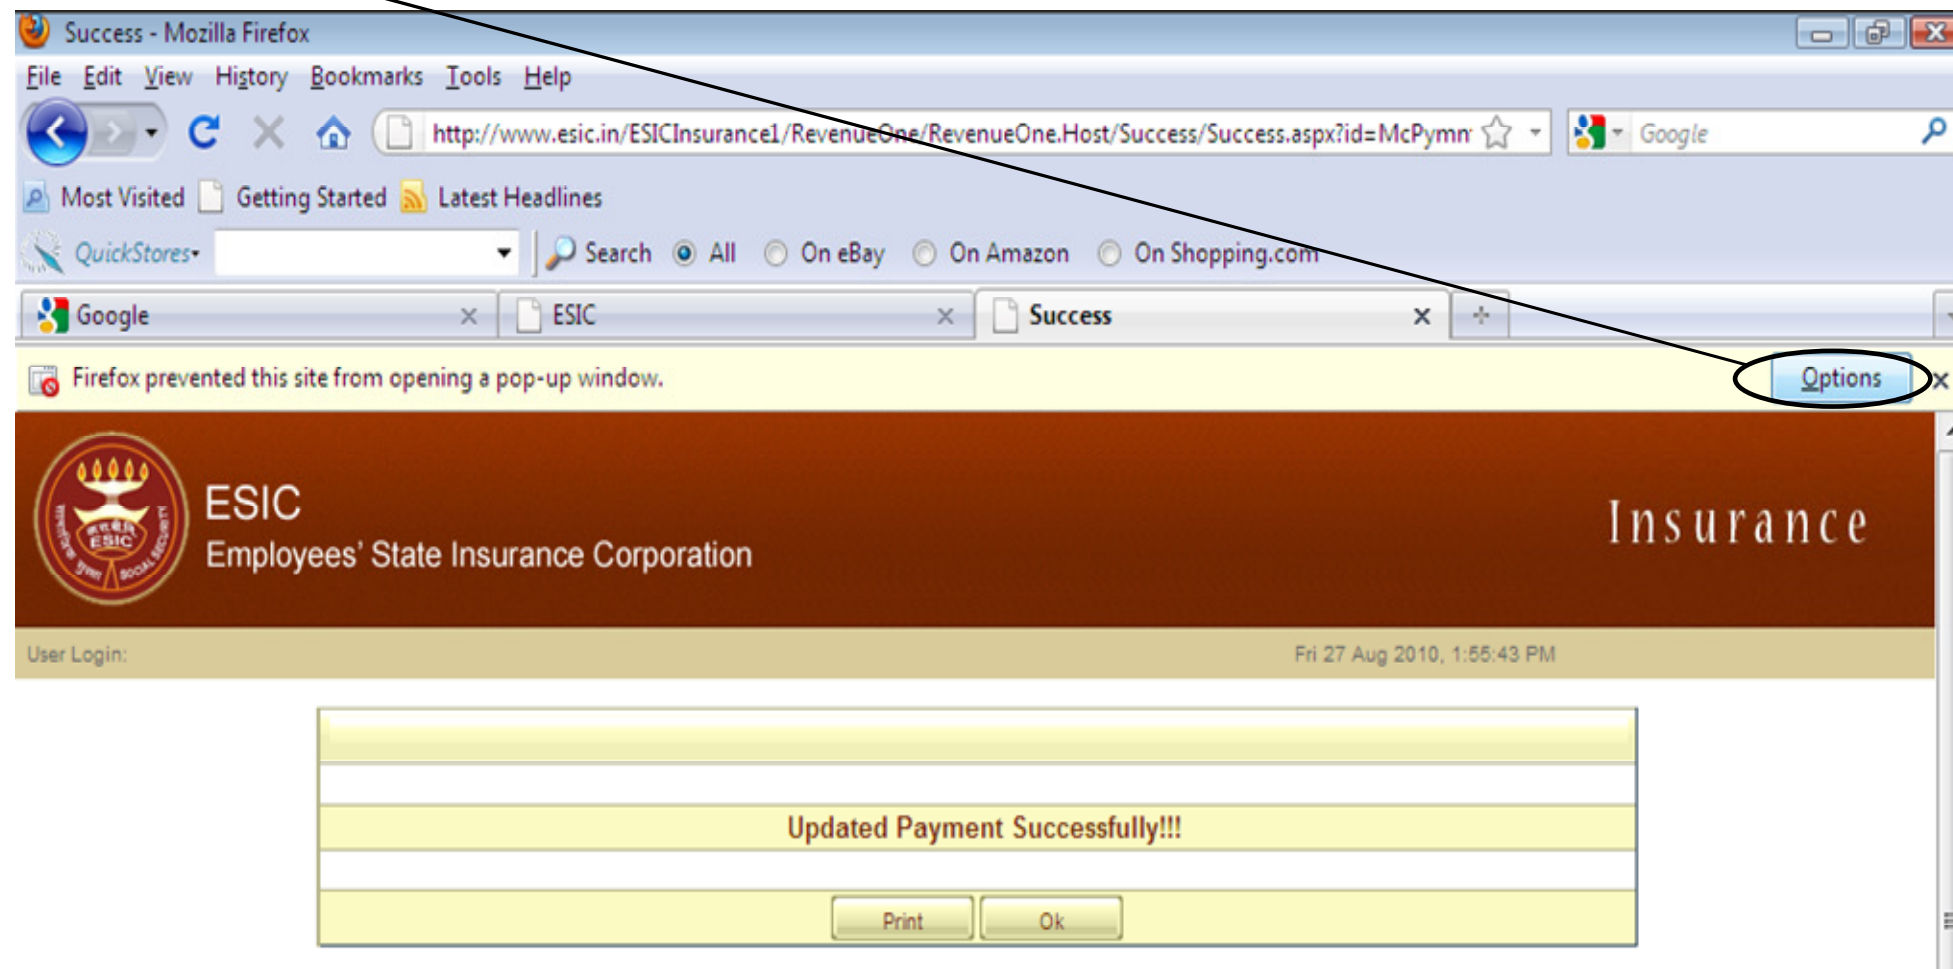 Success - Mozilla Firefox
File Edit View History Bookmarks Tools Help
http://www.esic.in/ESICInsurance1/RevenueOne/RevenueOne.Host/Success/Success.aspx?id=McPymn
Google
Most Visited Getting Started Latest Headlines
QuickStores Search All On eBay On Amazon On Shopping.com
Google ESIC Success
Firefox prevented this site from opening a pop-up window. Options
ESIC
Employees' State Insurance Corporation
Insurance
ESIC
SOCIAL SECURITY
User Login: Fri 27 Aug 2010, 1:55:43 PM
Updated Payment Successfully!!!
Print Ok